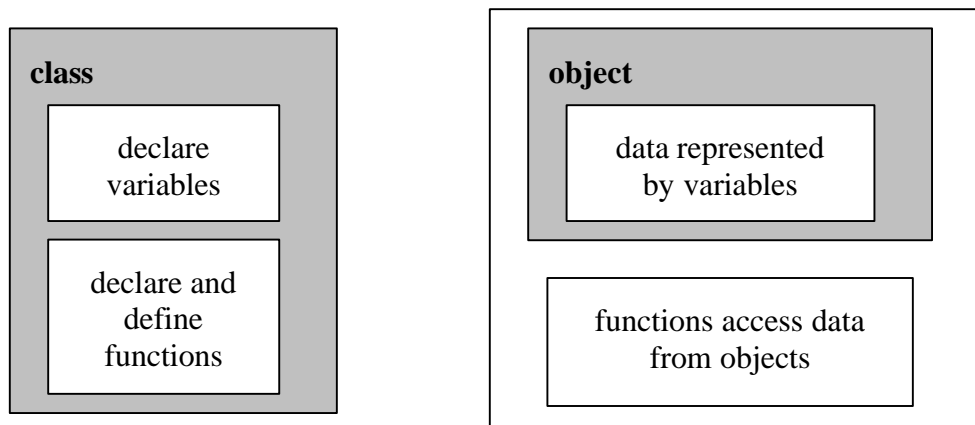 class
declare
variables
declare and
define
functions
object
data represented
by variables
functions access data
from objects